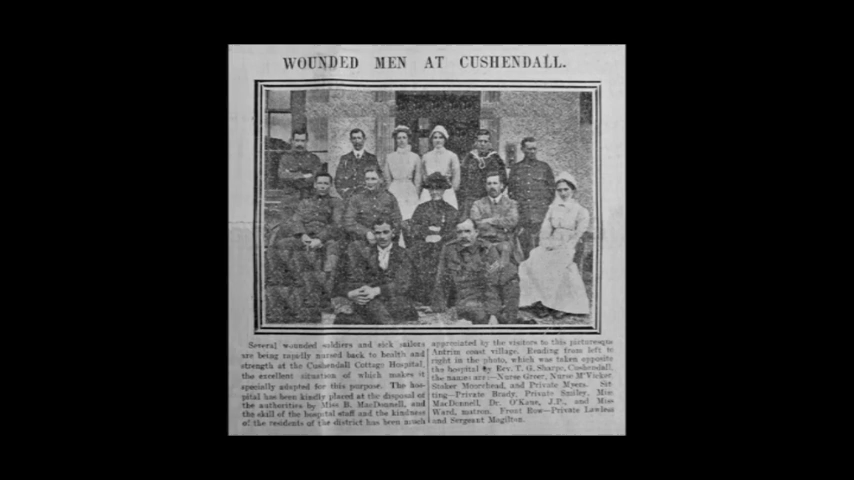 WOUNDED MEN AT CUSHENDALL.
Several wounded soldiers and sick sailors
are being rapidly nursed back to health and
strength at the Cushendall Cottage Hospital,
the excellent situation of which makes it
specially adapted for this purpose. The hos-
pital has been kindly placed at the disposal of
the authorities by Miss B. MacDonnell, and
the skill of the hospital staff and the kindness
of the residents of the district has been much
appreciated by the visitors to this picturesque
Antrim coast village. Reading from left to
right in the photo, which was taken opposite
the hospital by Rev. T. G. Sharpe, Cushendall,
the names are:—Nurse Greer, Nurse M'Vicker,
Stoker Moorehead, and Private Myers. Sit-
ting—Private Brady, Private Smiley, Miss
MacDonnell, Dr. O'Kane, J.P., and Miss
Ward, matron. Front Row—Private Lawless
and Sergeant Magilton.